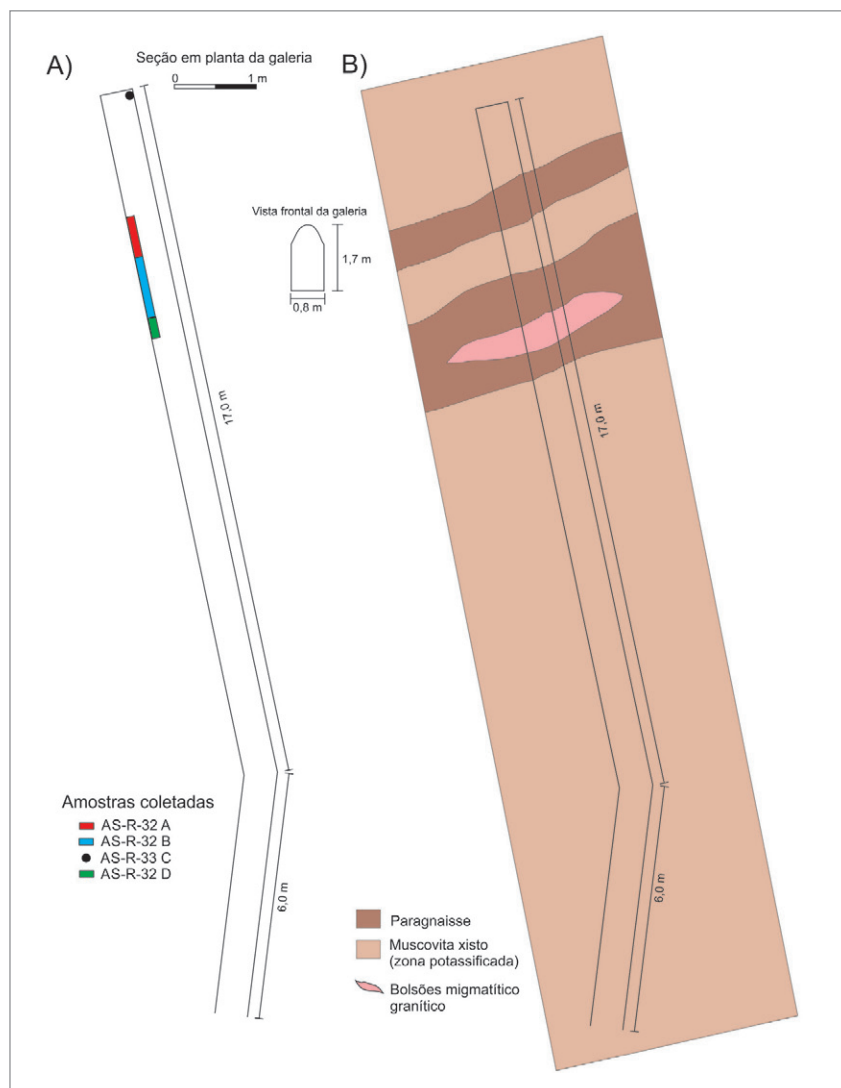 A)
Seção em planta da galeria
0 1 m
B)
Vista frontal da galeria
1,7 m
0,8 m
17,0 m
17,0 m
Amostras coletadas
AS-R-32 A
AS-R-32 B
AS-R-33 C
AS-R-32 D
6,0 m
6,0 m
Paragnaisse
Muscovita xisto
(zona potassificada)
Bolsões migmatítico
granítico